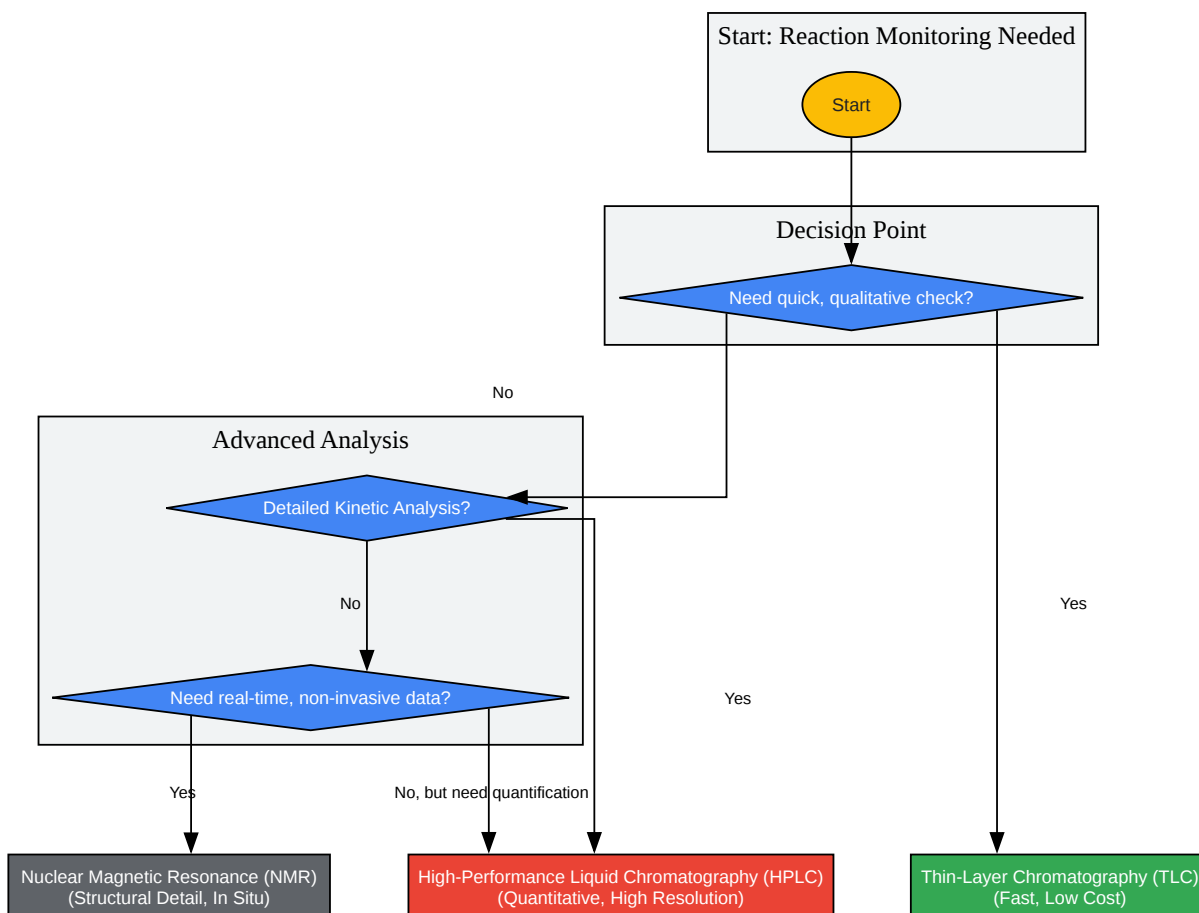 Start: Reaction Monitoring Needed
Start
Decision Point
Need quick, qualitative check?
No
Advanced Analysis
Detailed Kinetic Analysis?
No
Yes
Need real-time, non-invasive data?
Yes
Yes
No, but need quantification
Nuclear Magnetic Resonance (NMR)
(Structural Detail, In Situ)
High-Performance Liquid Chromatography (HPLC)
(Quantitative, High Resolution)
Thin-Layer Chromatography (TLC)
(Fast, Low Cost)